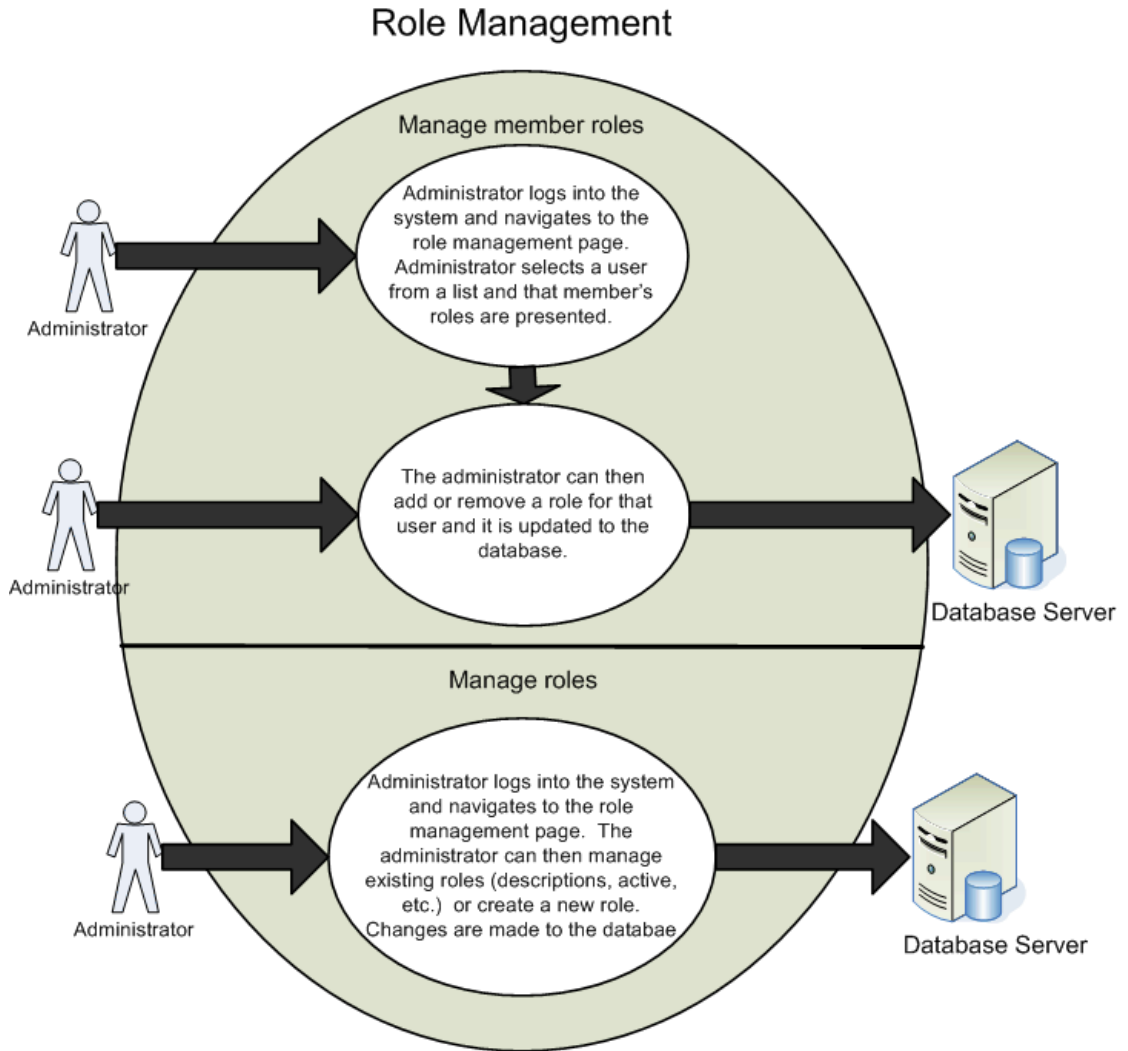 Role Management
Manage member roles
Administrator logs into the
system and navigates to the
role management page.
Administrator selects a user
from a list and that member's
roles are presented.
Administrator
The administrator can then
add or remove a role for that
user and it is updated to the
database.
Administrator
Database Server
Manage roles
Administrator logs into the system
and navigates to the role
management page.  The
administrator can then manage
existing roles (descriptions, active,
etc.)  or create a new role.
Changes are made to the databae
Administrator
Database Server